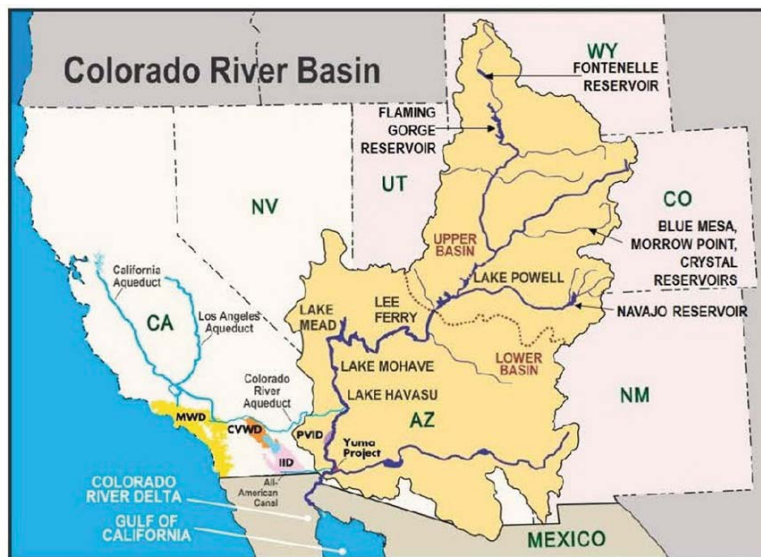 Colorado River Basin
WY
FONTENELLE
RESERVOIR
FLAMING
GORGE
RESERVOIR
UT
NV
CO
BLUE MESA,
MORROW POINT,
CRYSTAL
RESERVOIRS
UPPER
BASIN
California
Aqueduct
LAKE POWELL
LEE
FERRY
NAVAJO RESERVOIR
Los Angeles
Aqueduct
CA
LAKE
MEAD
LOWER
BASIN
LAKE MOHAVE
NM
Colorado
River
Aqueduct
LAKE HAVASU
AZ
MWD
CVWD
PVID
Yuma
Project
IID
All-
American
Canal
COLORADO
RIVER DELTA
GULF OF
CALIFORNIA
MEXICO